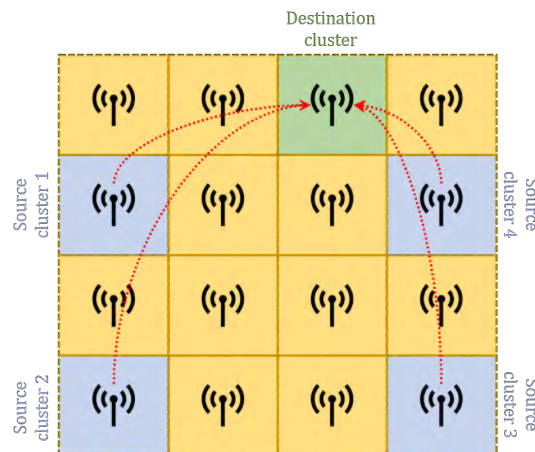 Destination
cluster
Source
cluster 1
Source
cluster 4
Source
cluster 2
Source
cluster 3